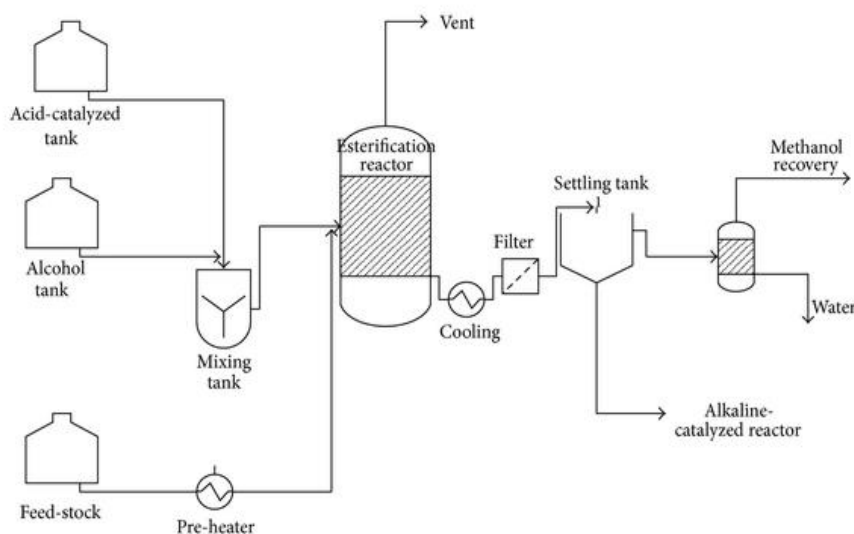 Vent
Acid-catalyzed
tank
Esterification
reactor
Methanol
recovery
Settling tank
Filter
Alcohol
tank
Cooling
Water
Mixing
tank
Alkaline-
catalyzed reactor
Feed-stock
Pre-heater